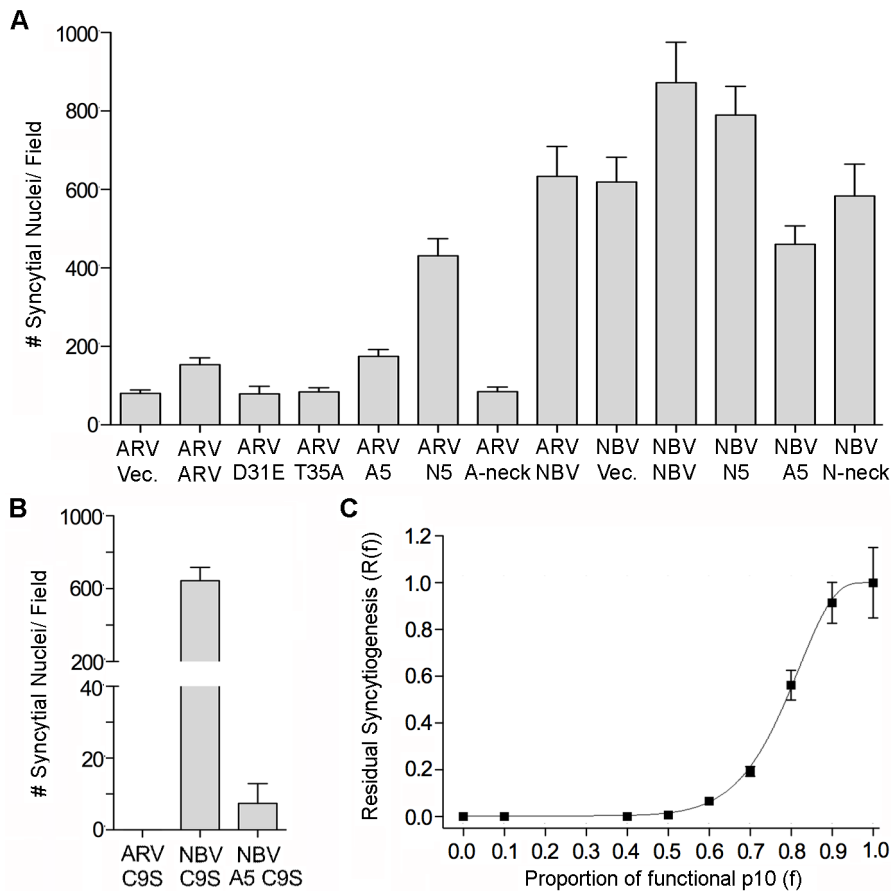 A
# Syncytial Nuclei/ Field
1000
800
600
400
200
0
ARV ARV ARV ARV ARV ARV ARV ARV NBV NBV NBV NBV NBV
Vec. ARV D31E T35A A5 N5 A-neck NBV Vec. NBV N5 A5 N-neck
B
# Syncytial Nuclei/ Field
1000
600
200
40
20
0
ARV NBV NBV
C9S C9S A5 C9S
C
Residual Syncytiogenesis (R(f))
1.2
1.0
0.8
0.6
0.4
0.2
0.0
0.0 0.1 0.2 0.3 0.4 0.5 0.6 0.7 0.8 0.9 1.0
Proportion of functional p10 (f)